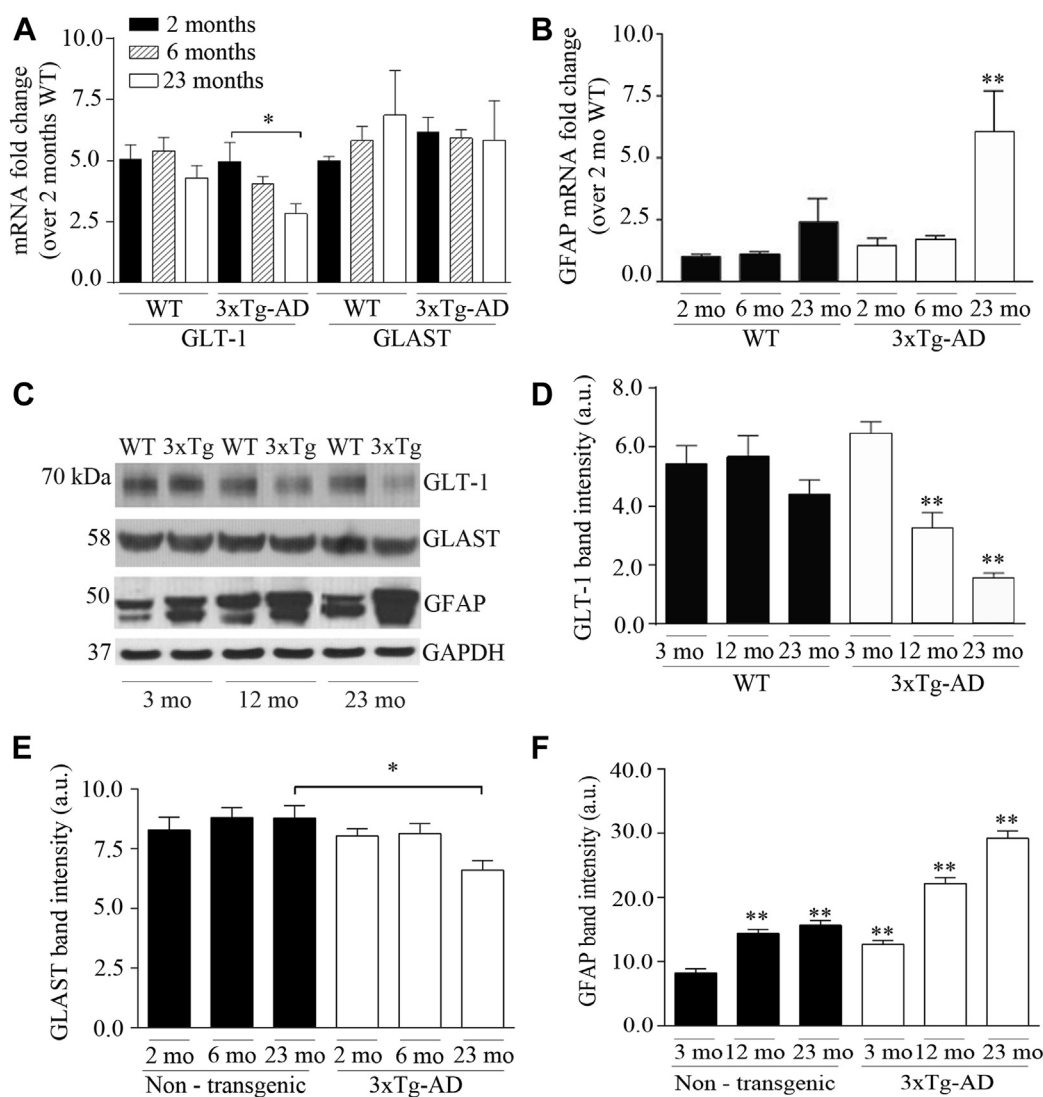 A
mRNA fold change
(over 2 months WT)
10.0
7.5
5.0
2.5
0.0
2 months
6 months
23 months
*
WT
3xTg-AD
WT
3xTg-AD
GLT-1
GLAST
B
GFAP mRNA fold change
(over 2 mo WT)
10.0
7.5
5.0
2.5
0.0
**
2 mo 6 mo 23 mo 2 mo 6 mo 23 mo
WT
3xTg-AD
C
WT 3xTg WT 3xTg WT 3xTg
70 kDa
GLT-1
58
GLAST
50
GFAP
37
GAPDH
3 mo 12 mo 23 mo
D
GLT-1 band intensity (a.u.)
8.0
6.0
4.0
2.0
0.0
**
**
3 mo 12 mo 23 mo 3 mo 12 mo 23 mo
WT
3xTg-AD
E
GLAST band intensity (a.u.)
10.0
7.5
5.0
2.5
0.0
*
2 mo 6 mo 23 mo 2 mo 6 mo 23 mo
Non - transgenic
3xTg-AD
F
GFAP band intensity (a.u.)
40.0
30.0
20.0
10.0
0.0
**
**
**
**
**
3 mo 12 mo 23 mo 3 mo 12 mo 23 mo
Non - transgenic
3xTg-AD